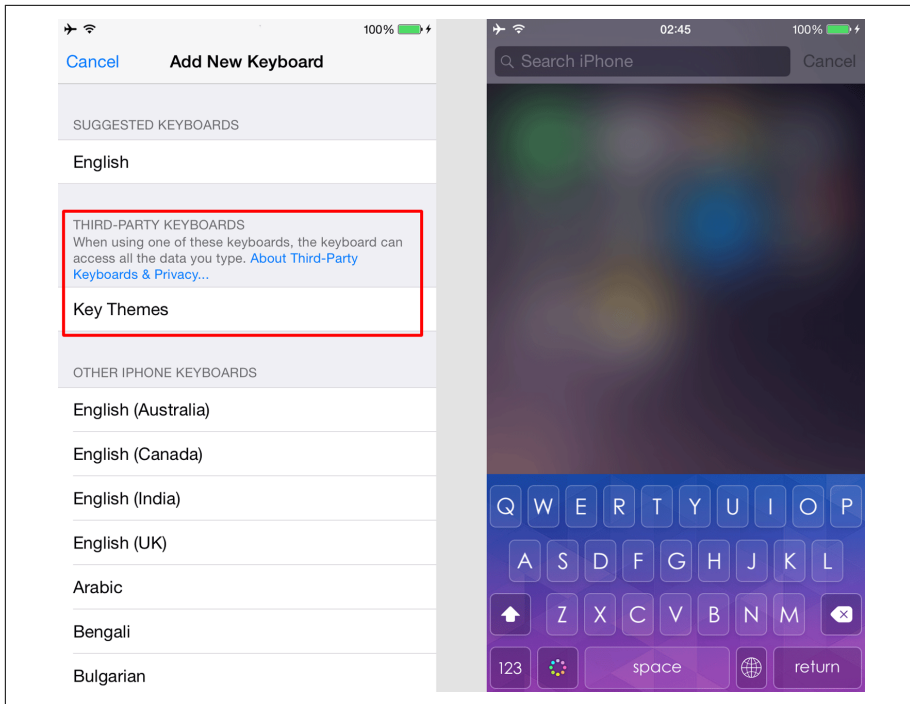 100%
Cancel
Add New Keyboard
SUGGESTED KEYBOARDS
English
THIRD-PARTY KEYBOARDS
When using one of these keyboards, the keyboard can
access all the data you type. About Third-Party
Keyboards & Privacy...
Key Themes
OTHER IPHONE KEYBOARDS
English (Australia)
English (Canada)
English (India)
English (UK)
Arabic
Bengali
Bulgarian
02:45 100%
Search iPhone Cancel
Q W E R T Y U I O P
A S D F G H J K L
Z X C V B N M
123 space return